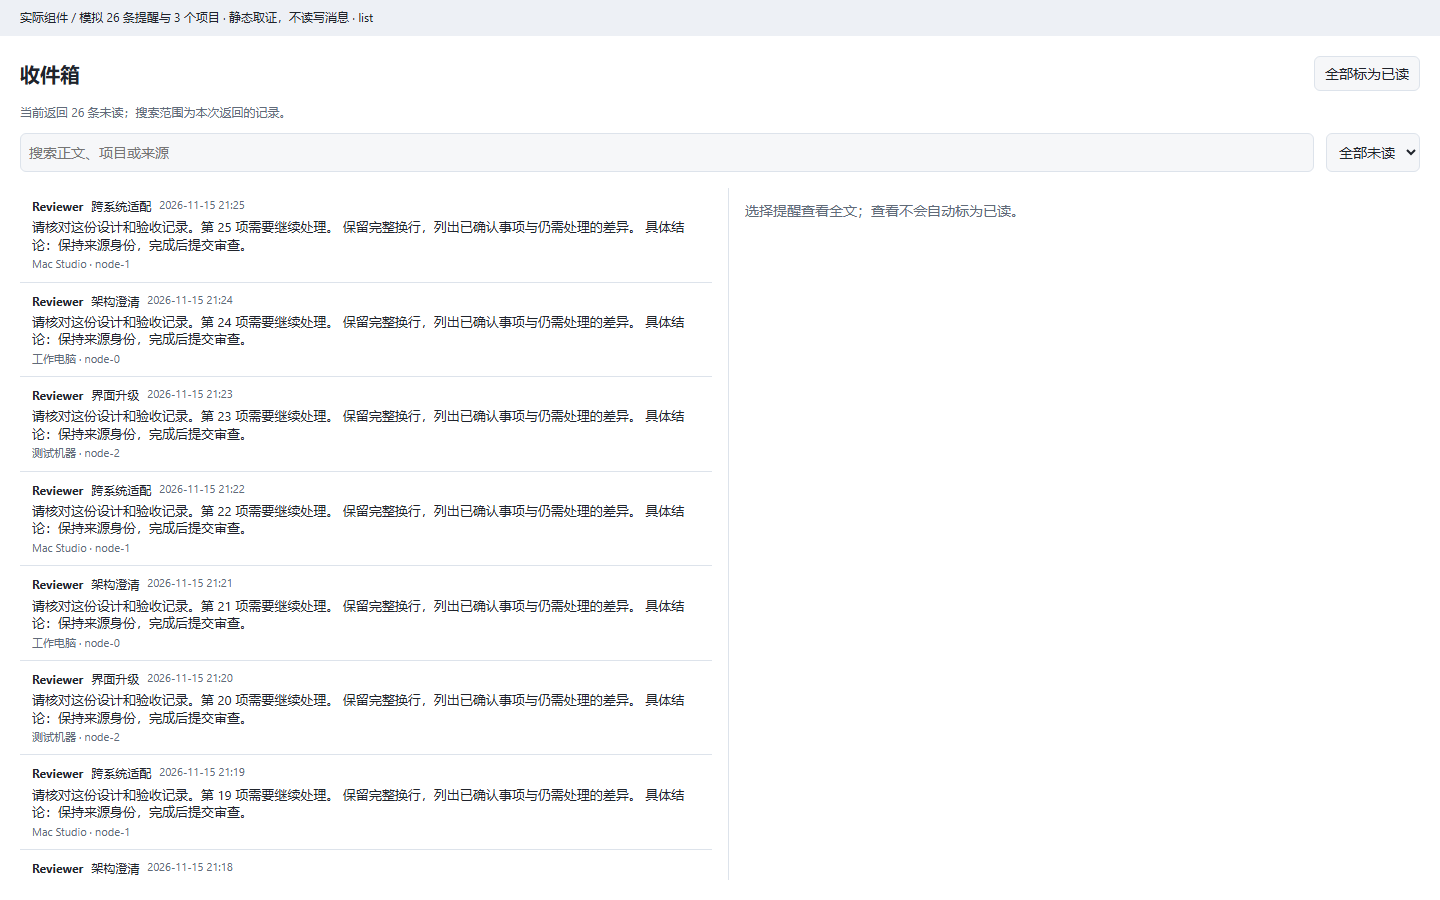 实际组件 / 模拟 26 条提醒与 3 个项目 · 静态取证，不读写消息 · list
收件箱
全部标为已读
当前返回 26 条未读；搜索范围为本次返回的记录。
搜索正文、项目或来源
全部未读
Reviewer 跨系统适配 2026-11-15 21:25
请核对这份设计和验收记录。第 25 项需要继续处理。 保留完整换行，列出已确认事项与仍需处理的差异。 具体结
论：保持来源身份，完成后提交审查。
Mac Studio · node-1
Reviewer 架构澄清 2026-11-15 21:24
请核对这份设计和验收记录。第 24 项需要继续处理。 保留完整换行，列出已确认事项与仍需处理的差异。 具体结
论：保持来源身份，完成后提交审查。
工作电脑 · node-0
Reviewer 界面升级 2026-11-15 21:23
请核对这份设计和验收记录。第 23 项需要继续处理。 保留完整换行，列出已确认事项与仍需处理的差异。 具体结
论：保持来源身份，完成后提交审查。
测试机器 · node-2
Reviewer 跨系统适配 2026-11-15 21:22
请核对这份设计和验收记录。第 22 项需要继续处理。 保留完整换行，列出已确认事项与仍需处理的差异。 具体结
论：保持来源身份，完成后提交审查。
Mac Studio · node-1
Reviewer 架构澄清 2026-11-15 21:21
请核对这份设计和验收记录。第 21 项需要继续处理。 保留完整换行，列出已确认事项与仍需处理的差异。 具体结
论：保持来源身份，完成后提交审查。
工作电脑 · node-0
Reviewer 界面升级 2026-11-15 21:20
请核对这份设计和验收记录。第 20 项需要继续处理。 保留完整换行，列出已确认事项与仍需处理的差异。 具体结
论：保持来源身份，完成后提交审查。
测试机器 · node-2
Reviewer 跨系统适配 2026-11-15 21:19
请核对这份设计和验收记录。第 19 项需要继续处理。 保留完整换行，列出已确认事项与仍需处理的差异。 具体结
论：保持来源身份，完成后提交审查。
Mac Studio · node-1
Reviewer 架构澄清 2026-11-15 21:18
选择提醒查看全文；查看不会自动标为已读。